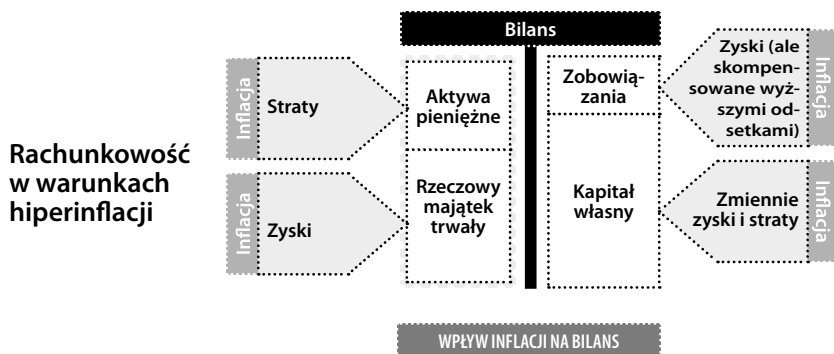 Rachunkowość
w warunkach
hiperinflacji
Bilans
Inflacja
Straty
Aktywa
pieniężne
Zobowią-
zania
Zyski (ale
skompen-
sowane wyż-
szymi od-
setkami)
Inflacja
Inflacja
Zyski
Rzeczowy
majątek
trwały
Kapitał
własny
Zmiennie
zyski i straty
Inflacja
WPŁYW INFLACJI NA BILANS